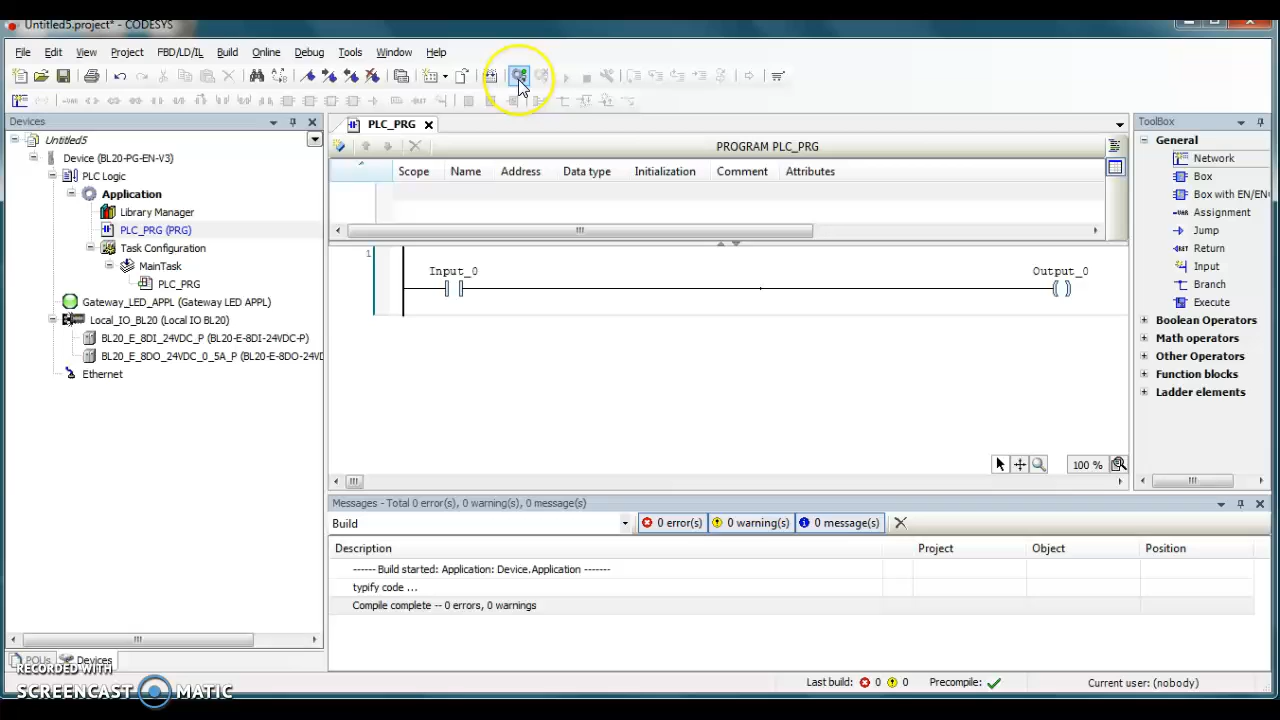 Untitled5.project* - CODESYS
File Edit View Project FBD/LD/IL Build Online Debug Tools Window Help
Devices
Untitled5
Device (BL20-PG-EN-V3)
PLC Logic
Application
Library Manager
PLC_PRG (PRG)
Task Configuration
MainTask
PLC_PRG
Gateway_LED_APPL (Gateway LED APPL)
Local_IO_BL20 (Local IO BL20)
BL20_E_8DI_24VDC_P (BL20-E-8DI-24VDC-P)
BL20_E_8DO_24VDC_0_5A_P (BL20-E-8DO-24VD
Ethernet
POUs Devices
PLC_PRG
PROGRAM PLC_PRG
Scope Name Address Data type Initialization Comment Attributes
1
Input_0 Output_0
100 %
ToolBox
General
Network
Box
Box with EN/EN
Assignment
Jump
Return
Input
Branch
Execute
Boolean Operators
Math operators
Other Operators
Function blocks
Ladder elements
Messages - Total 0 error(s), 0 warning(s), 0 message(s)
Build 0 error(s) 0 warning(s) 0 message(s)
Description Project Object Position
------ Build started: Application: Device.Application -------
typify code ...
Compile complete -- 0 errors, 0 warnings
Last build: 0 0 Precompile: Current user: (nobody)
RECORDED WITH
SCREENCAST MATIC